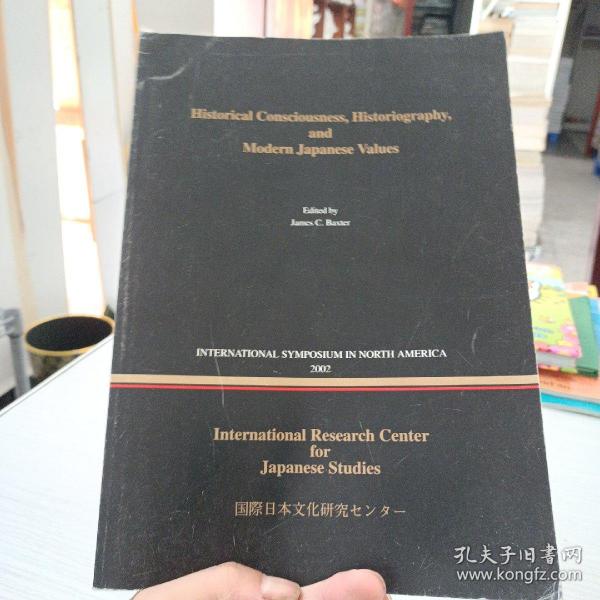 Historical Consciousness, Historiography,
and
Modern Japanese Values
Edited by
James C. Baxter
INTERNATIONAL SYMPOSIUM IN NORTH AMERICA
2002
International Research Center
for
Japanese Studies
国際日本文化研究センター
孔夫子旧书网
www.kongfz.com